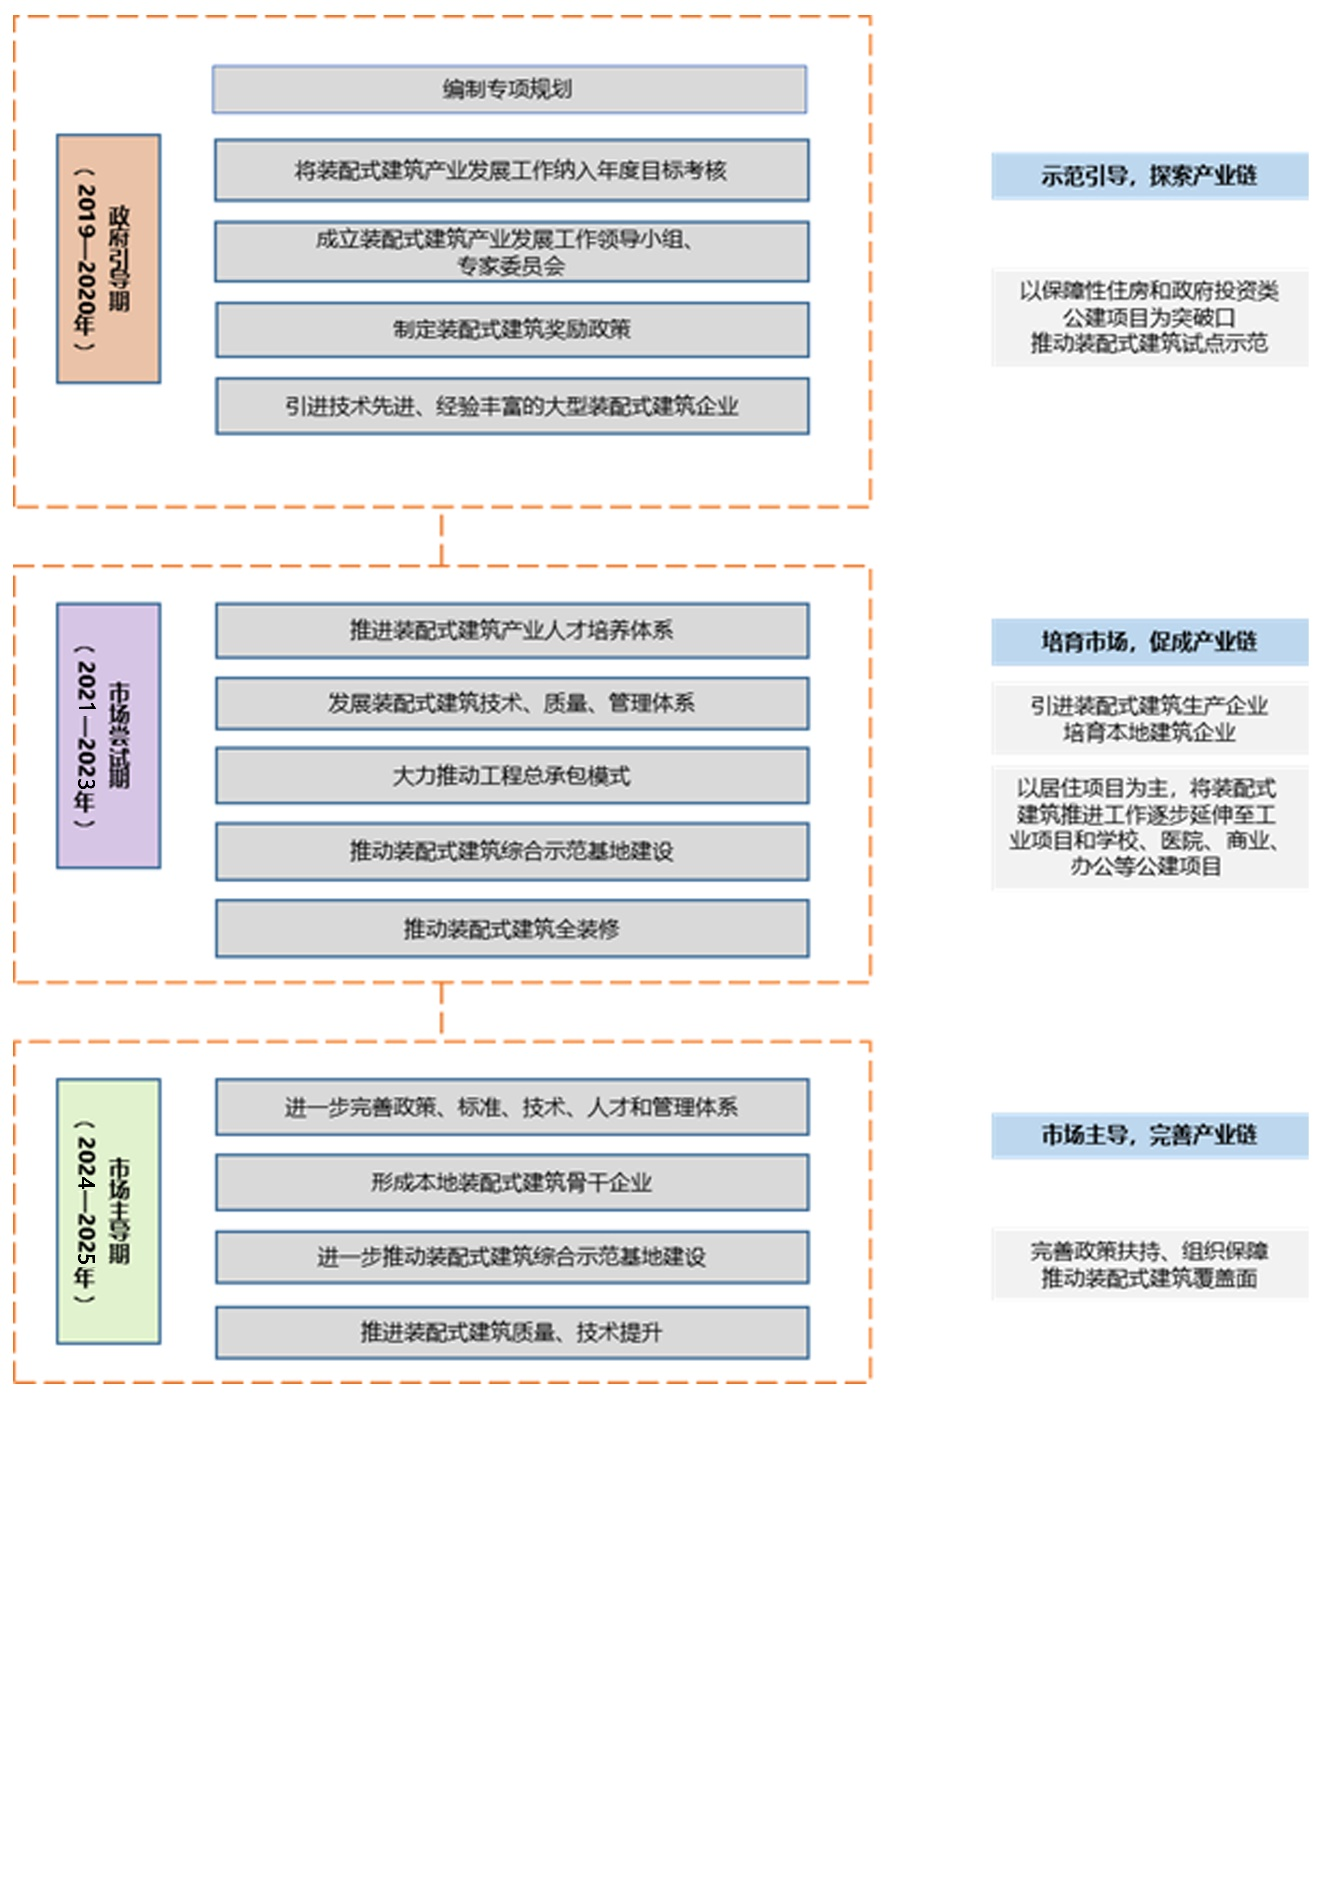 政府引导期
（2019—2020年）
编制专项规划
将装配式建筑产业发展工作纳入年度目标考核
成立装配式建筑产业发展工作领导小组、
专家委员会
制定装配式建筑奖励政策
引进技术先进、经验丰富的大型装配式建筑企业
示范引导，探索产业链
以保障性住房和政府投资类
公建项目为突破口
推动装配式建筑试点示范
市场尝试期
（2021—2023年）
推进装配式建筑产业人才培养体系
发展装配式建筑技术、质量、管理体系
大力推动工程总承包模式
推动装配式建筑综合示范基地建设
推动装配式建筑全装修
培育市场，促成产业链
引进装配式建筑生产企业
培育本地建筑企业
以居住项目为主，将装配式
建筑推进工作逐步延伸至工
业项目和学校、医院、商业、
办公等公建项目
市场主导期
（2024—2025年）
进一步完善政策、标准、技术、人才和管理体系
形成本地装配式建筑骨干企业
进一步推动装配式建筑综合示范基地建设
推进装配式建筑质量、技术提升
市场主导，完善产业链
完善政策扶持、组织保障
推动装配式建筑覆盖面